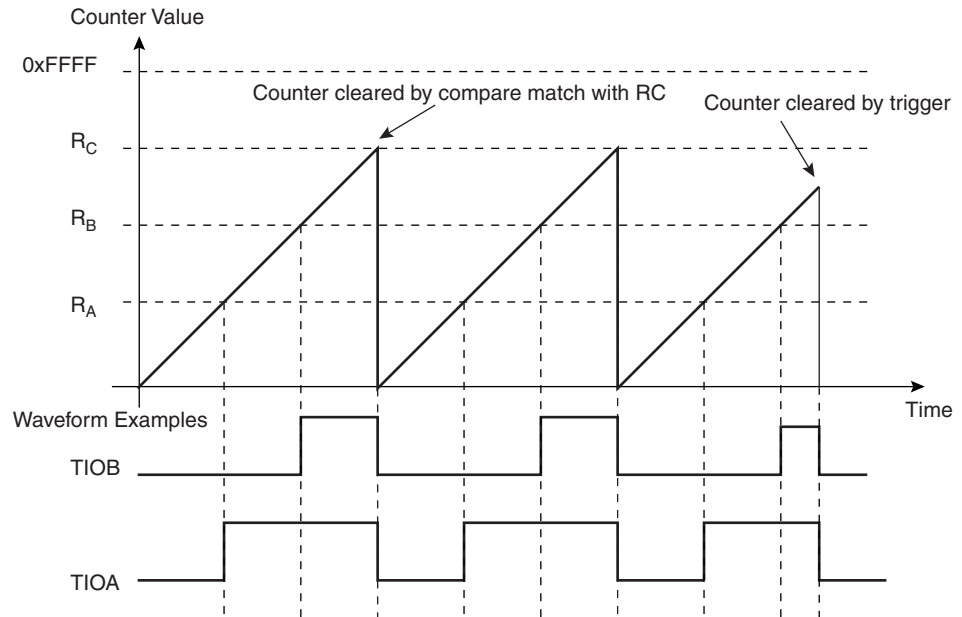 Counter Value
0xFFFF
Counter cleared by compare match with RC
Counter cleared by trigger
RC
RB
RA
Time
Waveform Examples
TIOB
TIOA